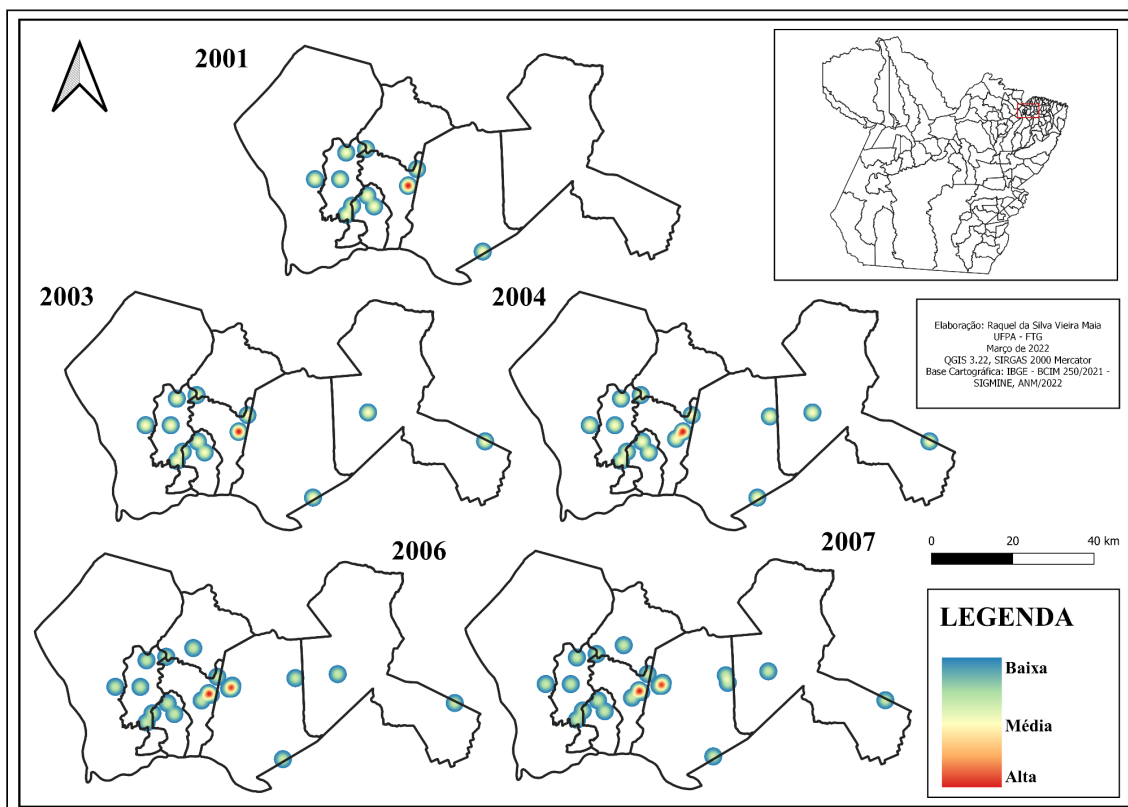 2001
2003
2004
Elaboração: Raquel da Silva Vieira Maia
UFPA - FTG
Março de 2022
QGIS 3.22, SIRGAS 2000 Mercator
Base Cartográfica: IBGE - BCIM 250/2021 -
SIGMINE, ANM/2022
2006
2007
0 20 40 km
LEGENDA
Baixa
Média
Alta